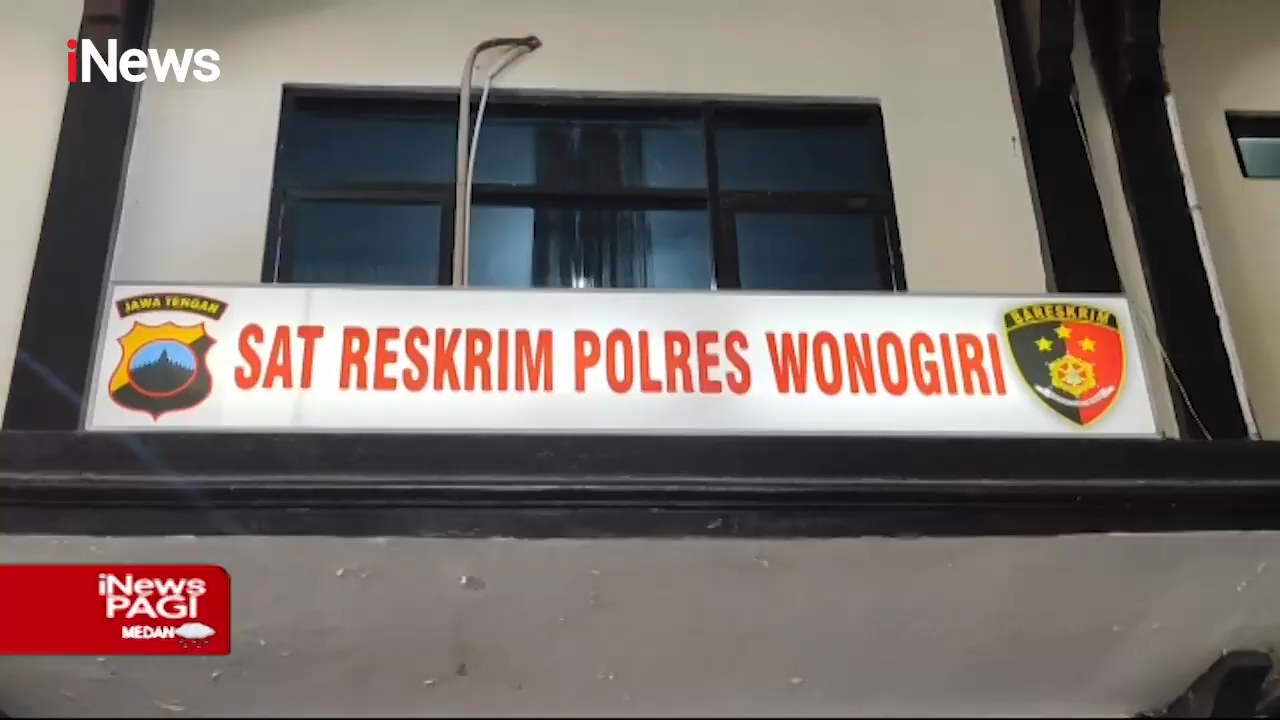 iNews
JAWA TENGAH
SAT RESKRIM POLRES WONOGIRI
BARESKRIM
iNews
PAGI
MEDAN